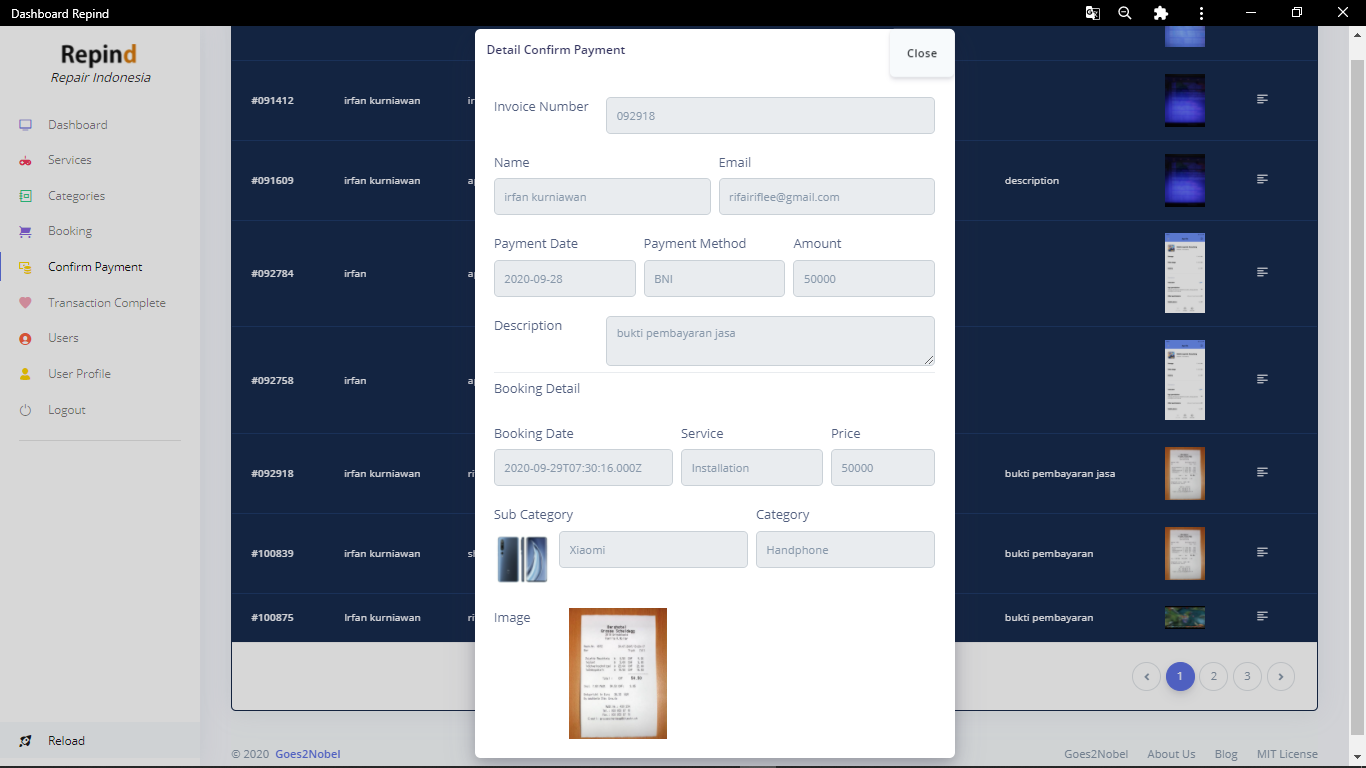 Dashboard Repind
Repind
Repair Indonesia
Dashboard
Services
Categories
Booking
Confirm Payment
Transaction Complete
Users
User Profile
Logout
Reload
#091412 irfan kurniawan
#091609 irfan kurniawan description
#092784 irfan
#092758 irfan
#092918 irfan kurniawan bukti pembayaran jasa
#100839 irfan kurniawan bukti pembayaran
#100875 Irfan kurniawan bukti pembayaran
Detail Confirm Payment Close
Invoice Number 092918
Name Email
irfan kurniawan rifairiflee@gmail.com
Payment Date Payment Method Amount
2020-09-28 BNI 50000
Description bukti pembayaran jasa
Booking Detail
Booking Date Service Price
2020-09-29T07:30:16.000Z Installation 50000
Sub Category Category
Xiaomi Handphone
Image
‹ 1 2 3 ›
© 2020 Goes2Nobel
Goes2Nobel About Us Blog MIT License